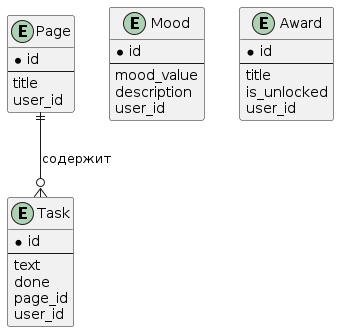 E Page
* id
title
user_id
E Mood
* id
mood_value
description
user_id
E Award
* id
title
is_unlocked
user_id
содержит
E Task
* id
text
done
page_id
user_id